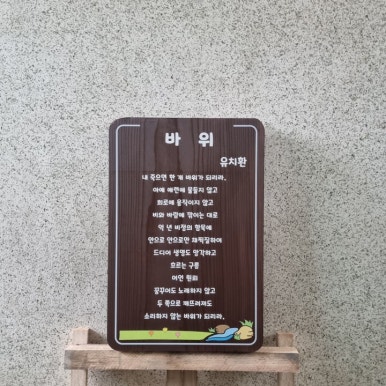 바 위
유치환
내 죽으면 한 개 바위가 되리라.
아예 애련에 물들지 않고
희로에 움직이지 않고
비와 바람에 깎이는 대로
억 년 비정의 함묵에
안으로 안으로만 채찍질하여
드디어 생명도 망각하고
흐르는 구름
머언 원뢰
꿈꾸어도 노래하지 않고
두 쪽으로 깨뜨려져도
소리하지 않는 바위가 되리라.